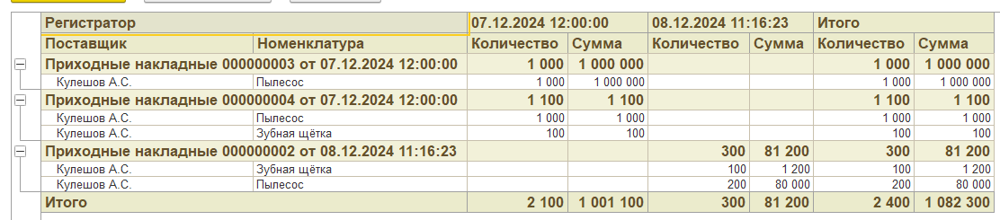 Регистратор 07.12.2024 12:00:00 08.12.2024 11:16:23 Итого
Поставщик Номенклатура Количество Сумма Количество Сумма Количество Сумма
Приходные накладные 000000003 от 07.12.2024 12:00:00 1 000 1 000 000 1 000 1 000 000
Кулешов А.С. Пылесос 1 000 1 000 000 1 000 1 000 000
Приходные накладные 000000004 от 07.12.2024 12:00:00 1 100 1 100 1 100 1 100
Кулешов А.С. Пылесос 1 000 1 000 1 000 1 000
Кулешов А.С. Зубная щётка 100 100 100 100
Приходные накладные 000000002 от 08.12.2024 11:16:23 300 81 200 300 81 200
Кулешов А.С. Зубная щётка 100 1 200 100 1 200
Кулешов А.С. Пылесос 200 80 000 200 80 000
Итого 2 100 1 001 100 300 81 200 2 400 1 082 300